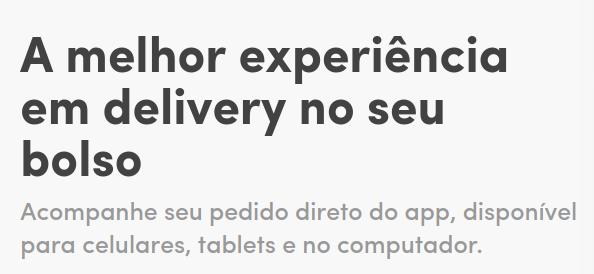 A melhor experiência
em delivery no seu
bolso
Acompanhe seu pedido direto do app, disponível
para celulares, tablets e no computador.